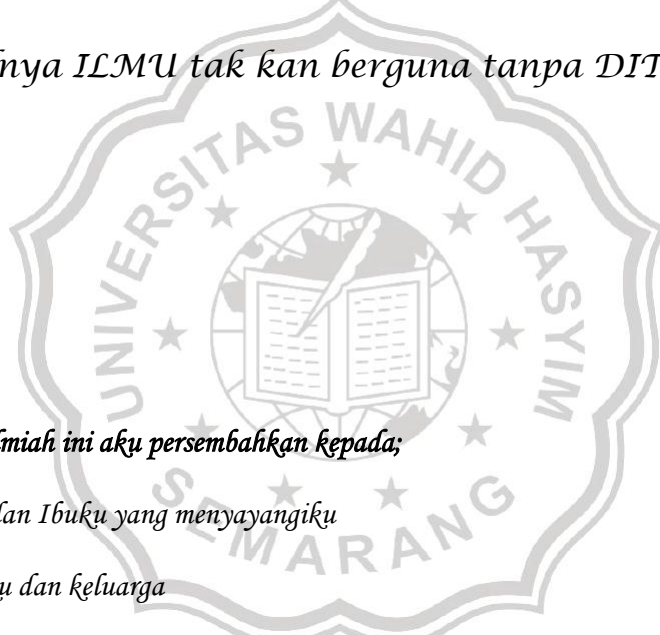 nya ILMU tak kan berguna tanpa DIT
UNIVERSITAS WAHID HASYIM
SEMARANG
miah ini aku persembahkan kepada;
dan Ibuku yang menyayangiku
u dan keluarga